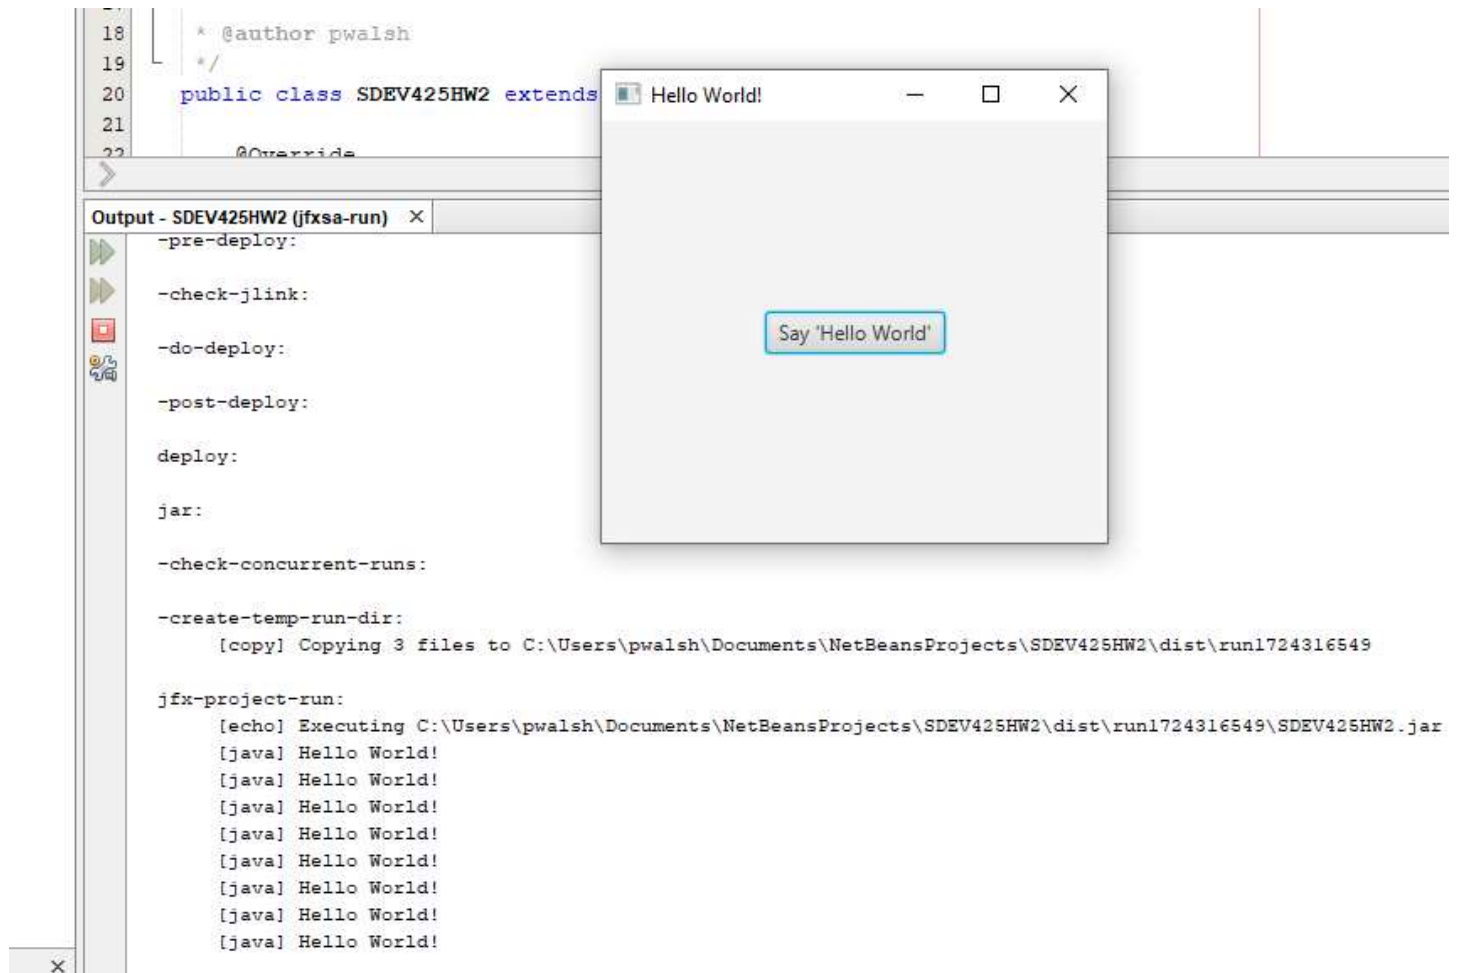 18 * @author pwalsh
19 */
20 public class SDEV425HW2 extends
21
22 @Override
Hello World!
Say 'Hello World'
Output - SDEV425HW2 (jfxsa-run)
-pre-deploy:
-check-jlink:
-do-deploy:
-post-deploy:
deploy:
jar:
-check-concurrent-runs:
-create-temp-run-dir:
[copy] Copying 3 files to C:\Users\pwalsh\Documents\NetBeansProjects\SDEV425HW2\dist\run1724316549
jfx-project-run:
[echo] Executing C:\Users\pwalsh\Documents\NetBeansProjects\SDEV425HW2\dist\run1724316549\SDEV425HW2.jar
[java] Hello World!
[java] Hello World!
[java] Hello World!
[java] Hello World!
[java] Hello World!
[java] Hello World!
[java] Hello World!
[java] Hello World!